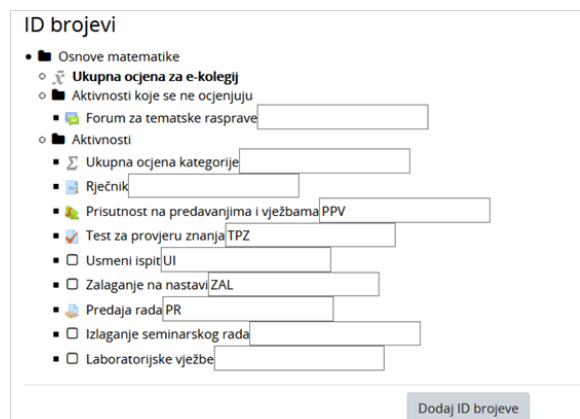 ID brojevi
Osnove matematike
Ukupna ocjena za e-kolegij
Aktivnosti koje se ne ocjenjuju
Forum za tematske rasprave
Aktivnosti
Ukupna ocjena kategorije
Rječnik
Prisutnost na predavanjima i vježbama PPV
Test za provjeru znanja TPZ
Usmeni ispit UI
Zalaganje na nastavi ZAL
Predaja rada PR
Izlaganje seminarskog rada
Laboratorijske vježbe
Dodaj ID brojeve